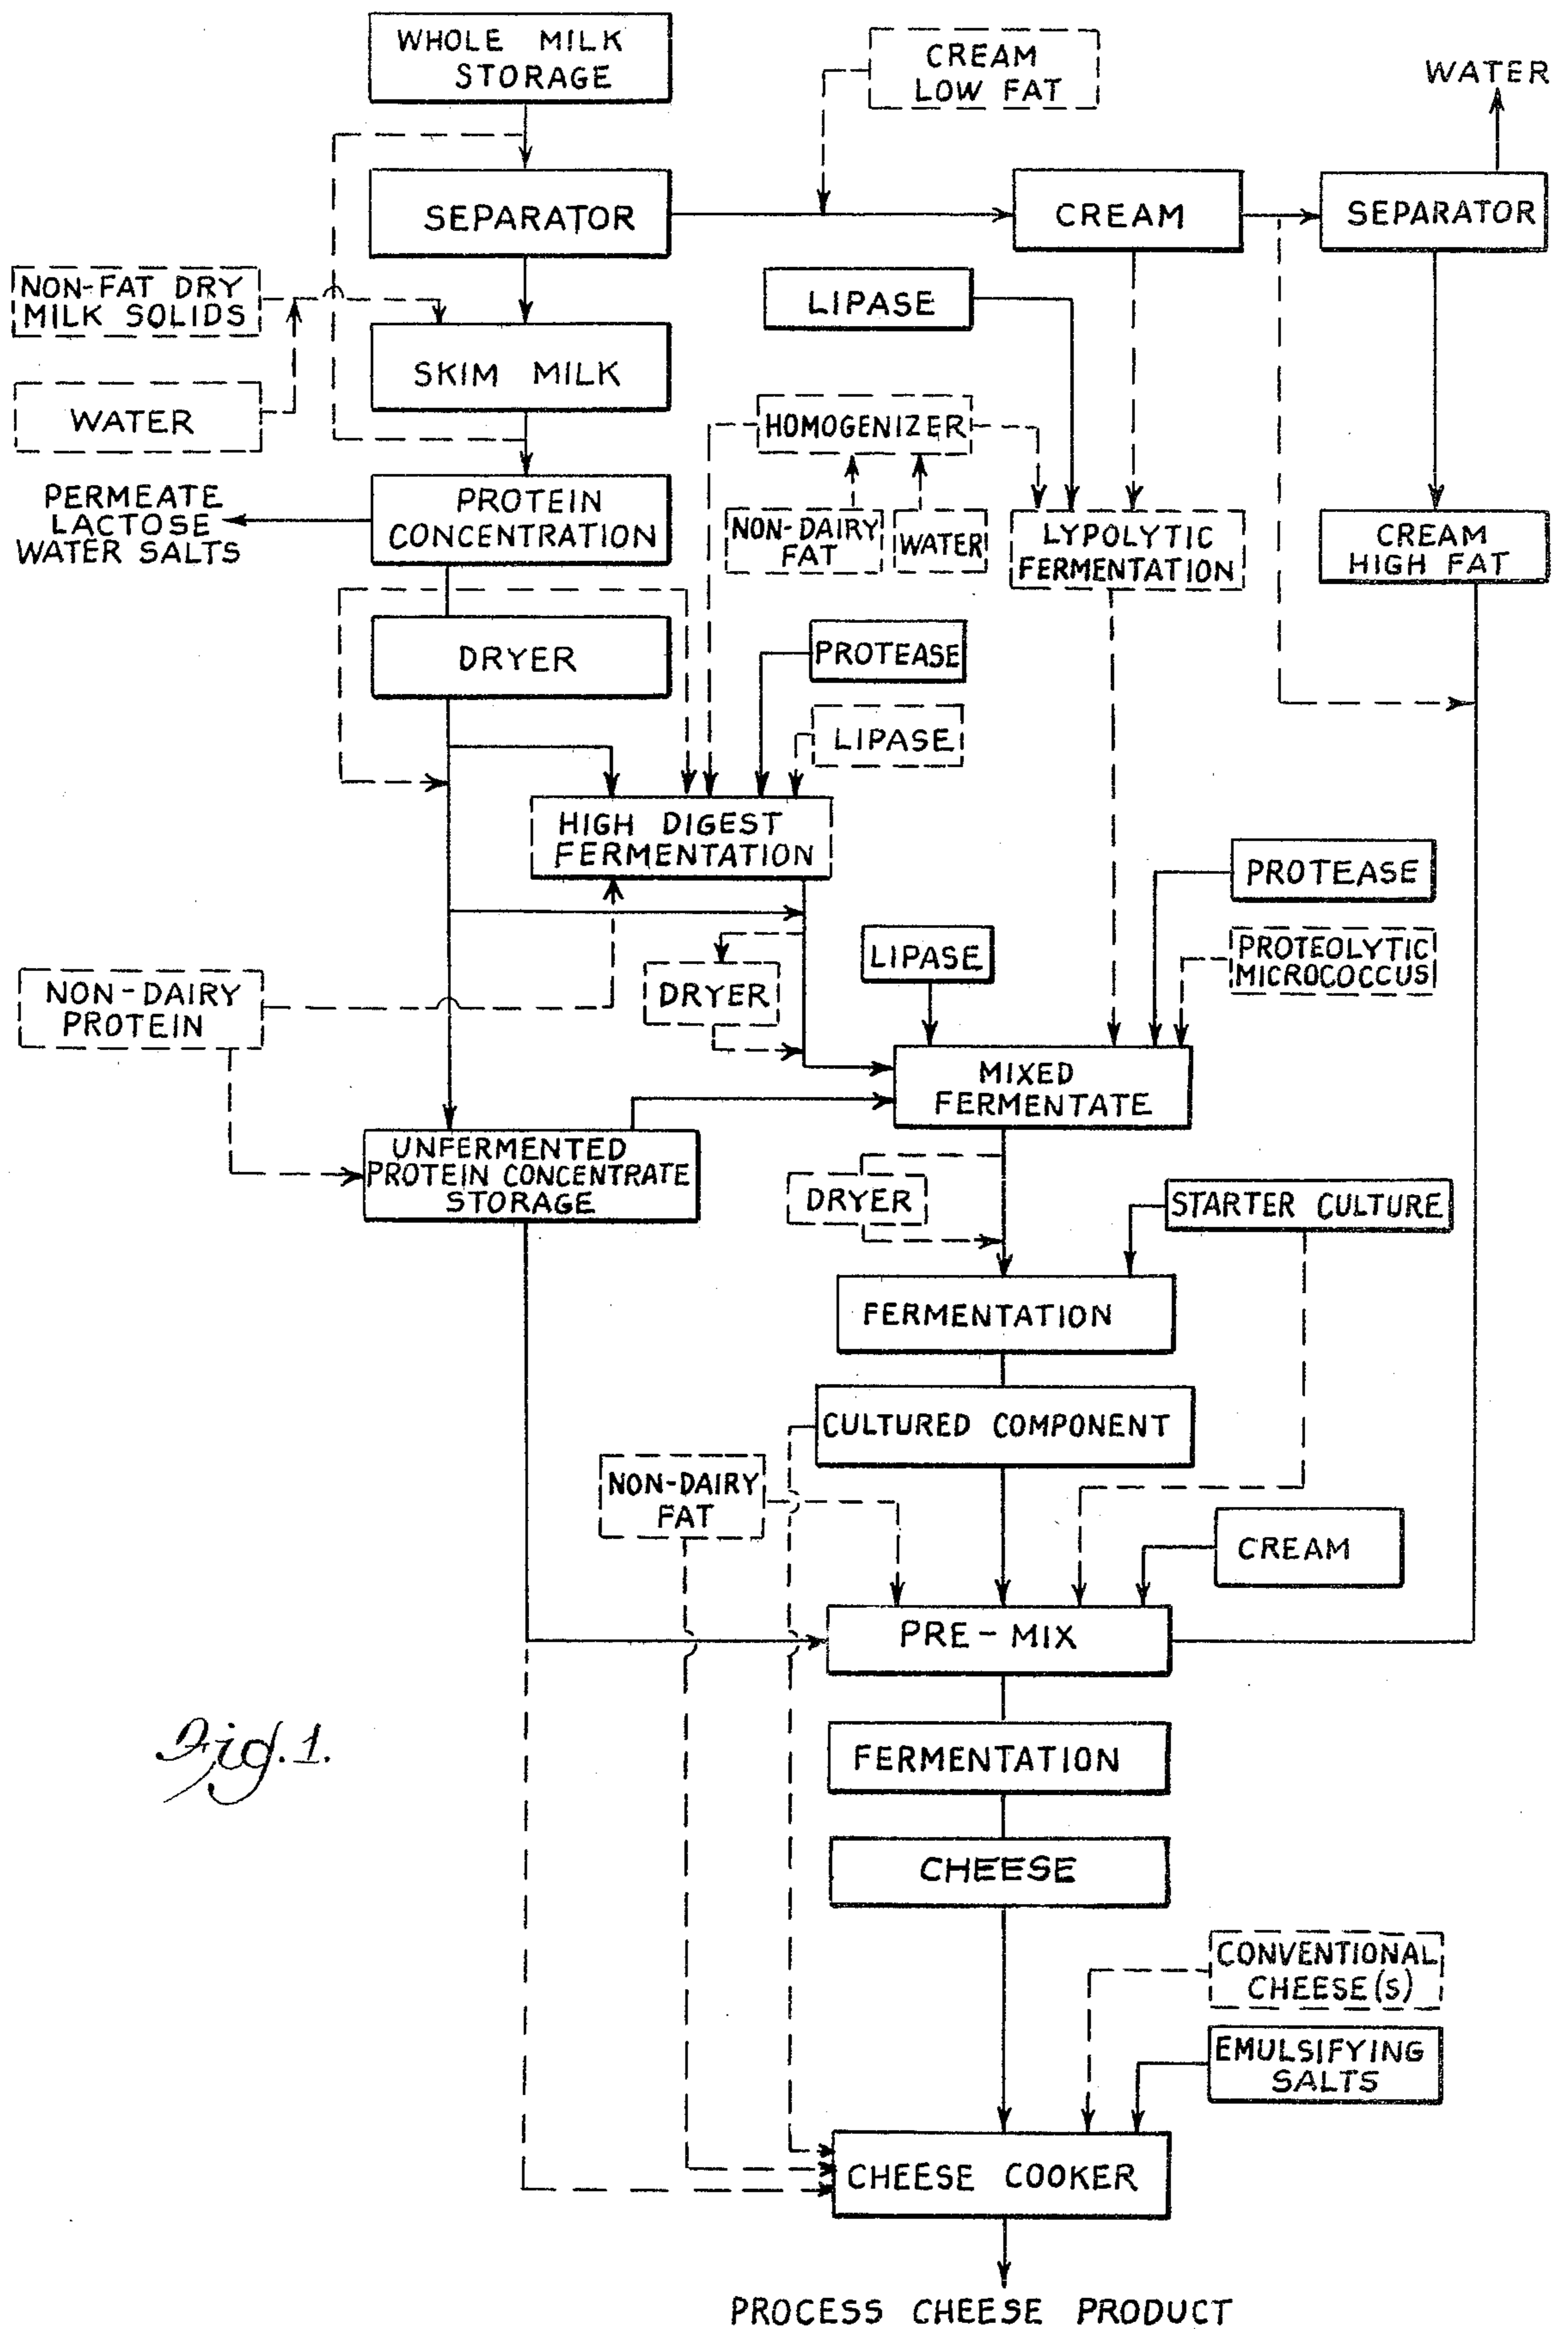 WHOLE MILK
STORAGE
CREAM
LOW FAT
WATER
SEPARATOR
CREAM
SEPARATOR
NON-FAT DRY
MILK SOLIDS
LIPASE
SKIM MILK
WATER
HOMOGENIZER
PERMEATE
LACTOSE
WATER SALTS
PROTEIN
CONCENTRATION
NON-DAIRY
FAT
WATER
LYPOLYTIC
FERMENTATION
CREAM
HIGH FAT
DRYER
PROTEASE
LIPASE
HIGH DIGEST
FERMENTATION
PROTEASE
LIPASE
PROTEOLYTIC
MICROCOCCUS
NON-DAIRY
PROTEIN
DRYER
MIXED
FERMENTATE
UNFERMENTED
PROTEIN CONCENTRATE
STORAGE
DRYER
STARTER CULTURE
FERMENTATION
CULTURED COMPONENT
NON-DAIRY
FAT
CREAM
PRE-MIX
Fig. 1.
FERMENTATION
CHEESE
CONVENTIONAL
CHEESE(S)
EMULSIFYING
SALTS
CHEESE COOKER
PROCESS CHEESE PRODUCT